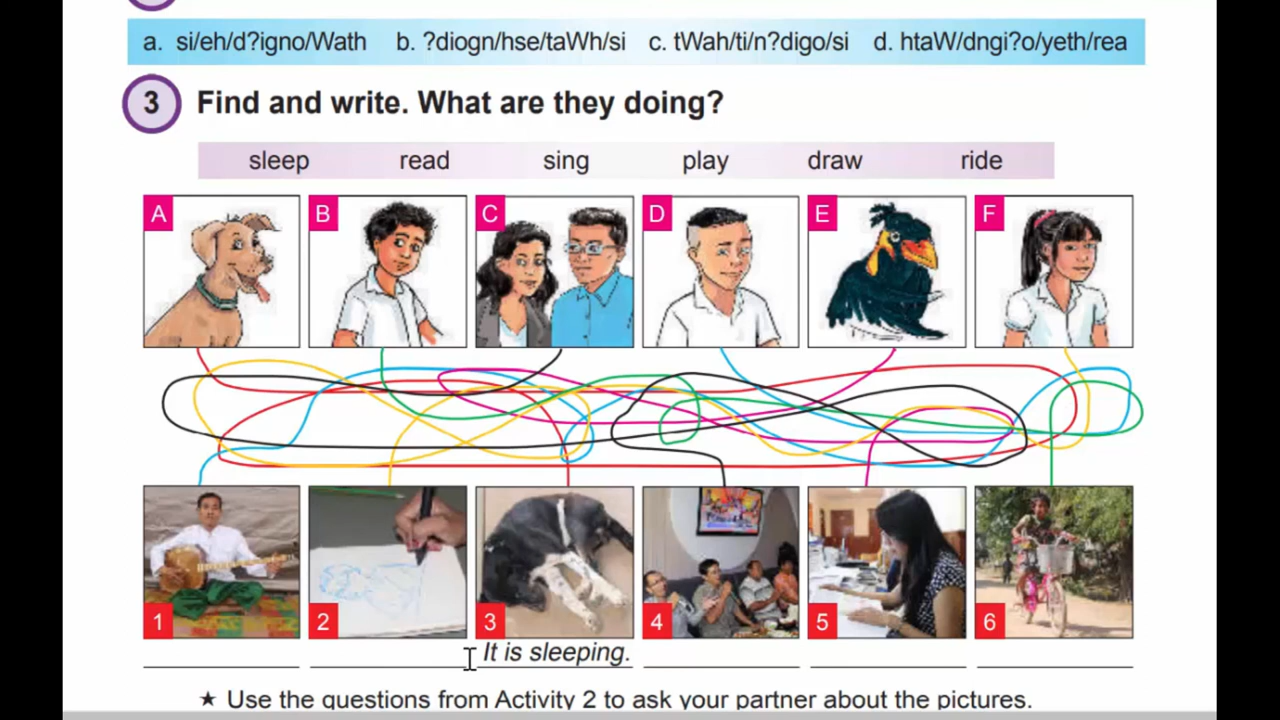 a. si/eh/d?igno/Wath b. ?diogn/hse/taWh/si c. tWah/ti/n?digo/si d. htaW/dngi?o/yeth/rea
3 Find and write. What are they doing?
sleep read sing play draw ride
A B C D E F
1 2 3 4 5 6
It is sleeping.
★ Use the questions from Activity 2 to ask your partner about the pictures.